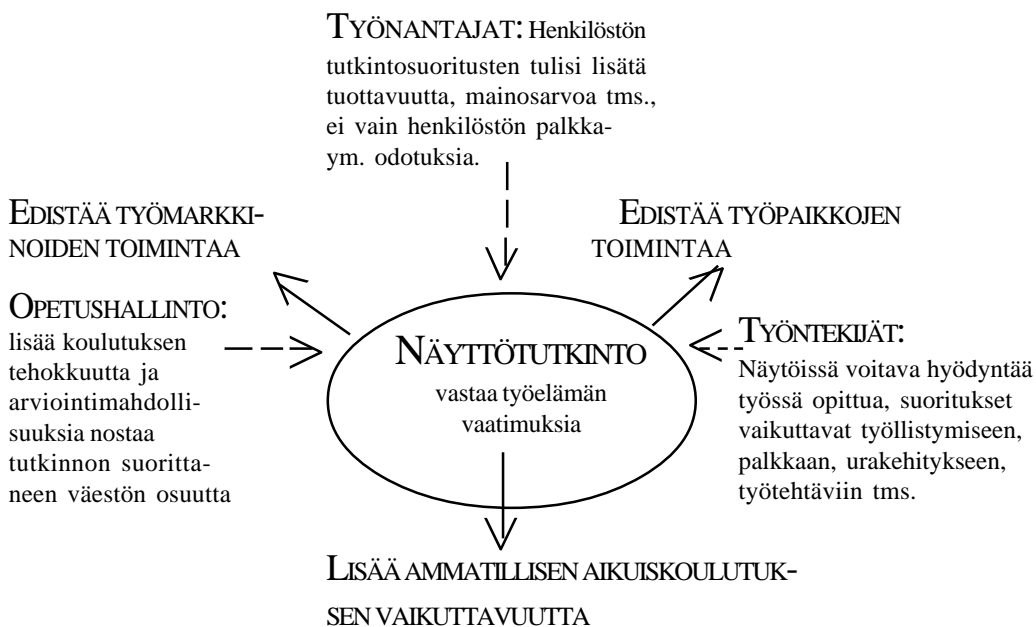 TYÖNANTAJAT: Henkilöstön
tutkintosuoritusten tulisi lisätä
tuottavuutta, mainosarvoa tms.,
ei vain henkilöstön palkka-
ym. odotuksia.
EDISTÄÄ TYÖMARKKI-
NOIDEN TOIMINTAA
EDISTÄÄ TYÖPAIKKOJEN
TOIMINTAA
OPETUSHALLINTO:
lisää koulutuksen
tehokkuutta ja
arviointimahdolli-
suuksia nostaa
tutkinnon suoritta-
neen väestön osuutta
NÄYTTÖTUTKINTO
vastaa työelämän
vaatimuksia
TYÖNTEKIJÄT:
Näytöissä voitava hyödyntää
työssä opittua, suoritukset
vaikuttavat työllistymiseen,
palkkaan, urakehitykseen,
työtehtäviin tms.
LISÄÄ AMMATILLISEN AIKUISKOULUTUK-
SEN VAIKUTTAVUUTTA